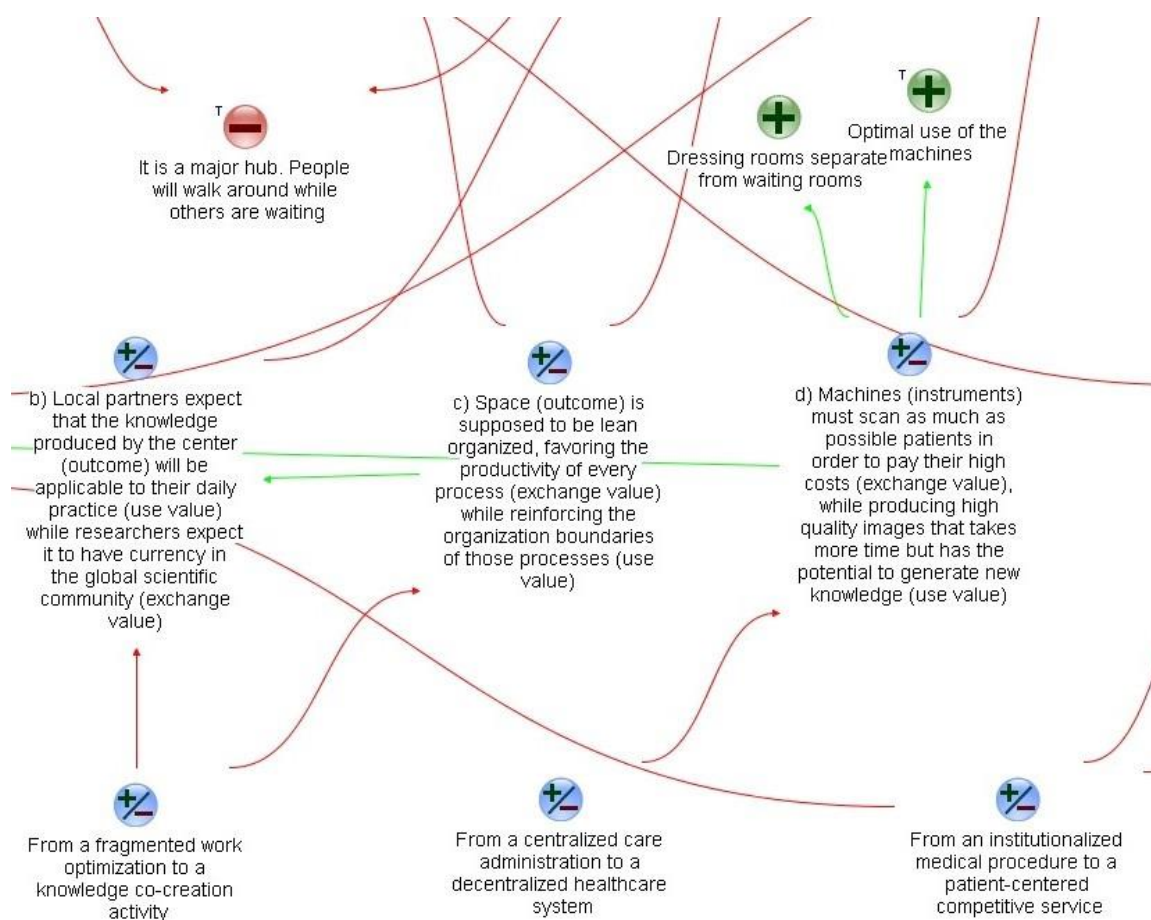 T
It is a major hub. People
will walk around while
others are waiting
Dressing rooms separate
from waiting rooms
T
Optimal use of the
machines
b) Local partners expect
that the knowledge
produced by the center
(outcome) will be
applicable to their daily
practice (use value)
while researchers expect
it to have currency in
the global scientific
community (exchange
value)
c) Space (outcome) is
supposed to be lean
organized, favoring the
productivity of every
process (exchange value)
while reinforcing the
organization boundaries
of those processes (use
value)
d) Machines (instruments)
must scan as much as
possible patients in
order to pay their high
costs (exchange value),
while producing high
quality images that takes
more time but has the
potential to generate new
knowledge (use value)
From a fragmented work
optimization to a
knowledge co-creation
activity
From a centralized care
administration to a
decentralized healthcare
system
From an institutionalized
medical procedure to a
patient-centered
competitive service